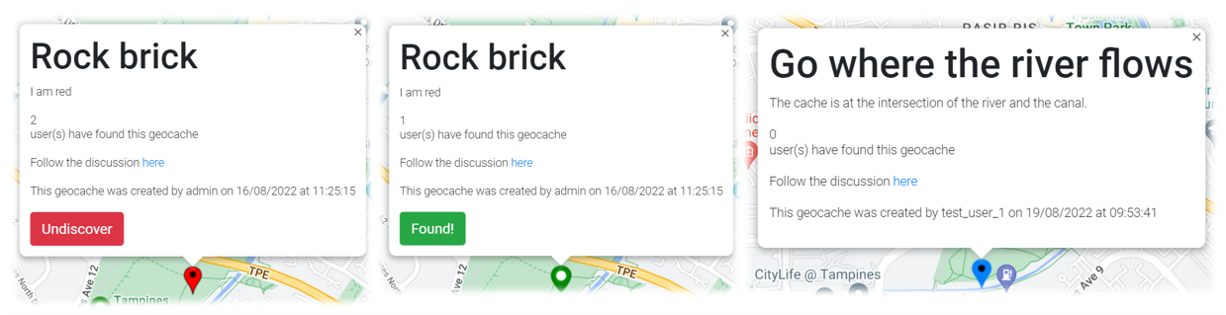 Rock brick
I am red
2
user(s) have found this geocache
Follow the discussion here
This geocache was created by admin on 16/08/2022 at 11:25:15
Undiscover
TPE
Ave 12
Tampines
Rock brick
I am red
1
user(s) have found this geocache
Follow the discussion here
This geocache was created by admin on 16/08/2022 at 11:25:15
Found!
TPE
Ave 12
Tampines
PASIR RIS
Town Park
Go where the river flows
The cache is at the intersection of the river and the canal.
0
user(s) have found this geocache
Follow the discussion here
This geocache was created by test_user_1 on 19/08/2022 at 09:53:41
CityLife @ Tampines
Ave 9